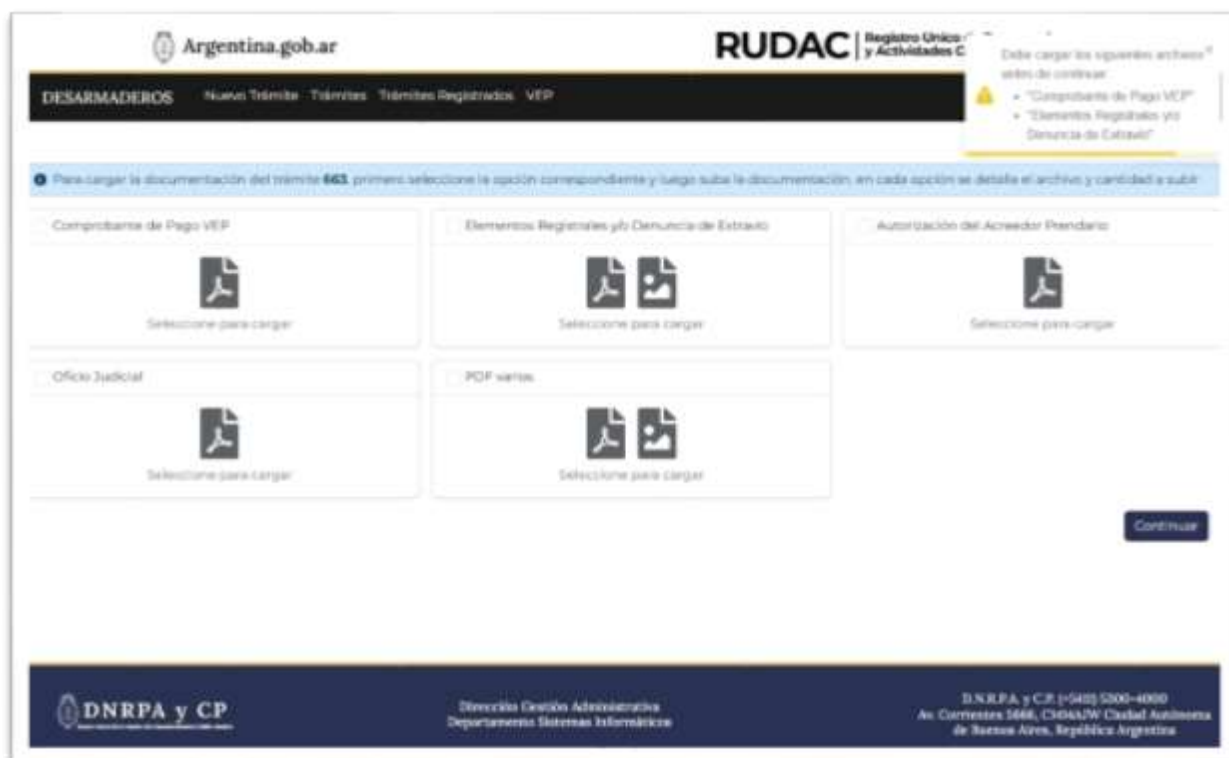 Argentina.gob.ar
RUDAC
Registro Unico
y Actividades C
Debe cargar los siguientes archivos
antes de continuar
• "Comprobante de Pago VEP"
• "Elementos Registrales y/o
Denuncia de Extravío"
DESARMADEROS Nuevo Trámite Trámites Trámites Registrados VEP
Para cargar la documentación del trámite 663, primero seleccione la opción correspondiente y luego suba la documentación, en cada opción se detalla el archivo y cantidad a subir
Comprobante de Pago VEP
Seleccione para cargar
Elementos Registrales y/o Denuncia de Extravío
Seleccione para cargar
Autorización del Acreedor Prendario
Seleccione para cargar
Oficio Judicial
Seleccione para cargar
PDF varios
Seleccione para cargar
Continuar
DNRPA y CP
Dirección Gestión Administrativa
Departamento Sistemas Informáticos
D.N.R.P.A. y C.P.
Av. Corrientes 5666, Ciudad Autónoma
de Buenos Aires, República Argentina